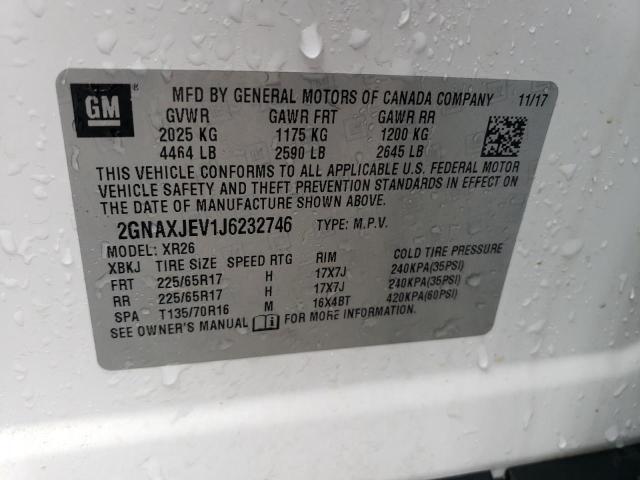 GM ® MFD BY GENERAL MOTORS OF CANADA COMPANY 11/17
GVWR GAWR FRT GAWR RR
2025 KG 1175 KG 1200 KG
4464 LB 2590 LB 2645 LB
THIS VEHICLE CONFORMS TO ALL APPLICABLE U.S. FEDERAL MOTOR
VEHICLE SAFETY AND THEFT PREVENTION STANDARDS IN EFFECT ON
THE DATE OF MANUFACTURE SHOWN ABOVE.
2GNAXJEV1J6232746 TYPE: M.P.V.
MODEL: XR26
XBKJ TIRE SIZE SPEED RTG RIM COLD TIRE PRESSURE
FRT 225/65R17 H 17X7J 240KPA(35PSI)
RR 225/65R17 H 17X7J 240KPA(35PSI)
SPA T135/70R16 M 16X4BT 420KPA(60PSI)
SEE OWNER'S MANUAL FOR MORE INFORMATION.